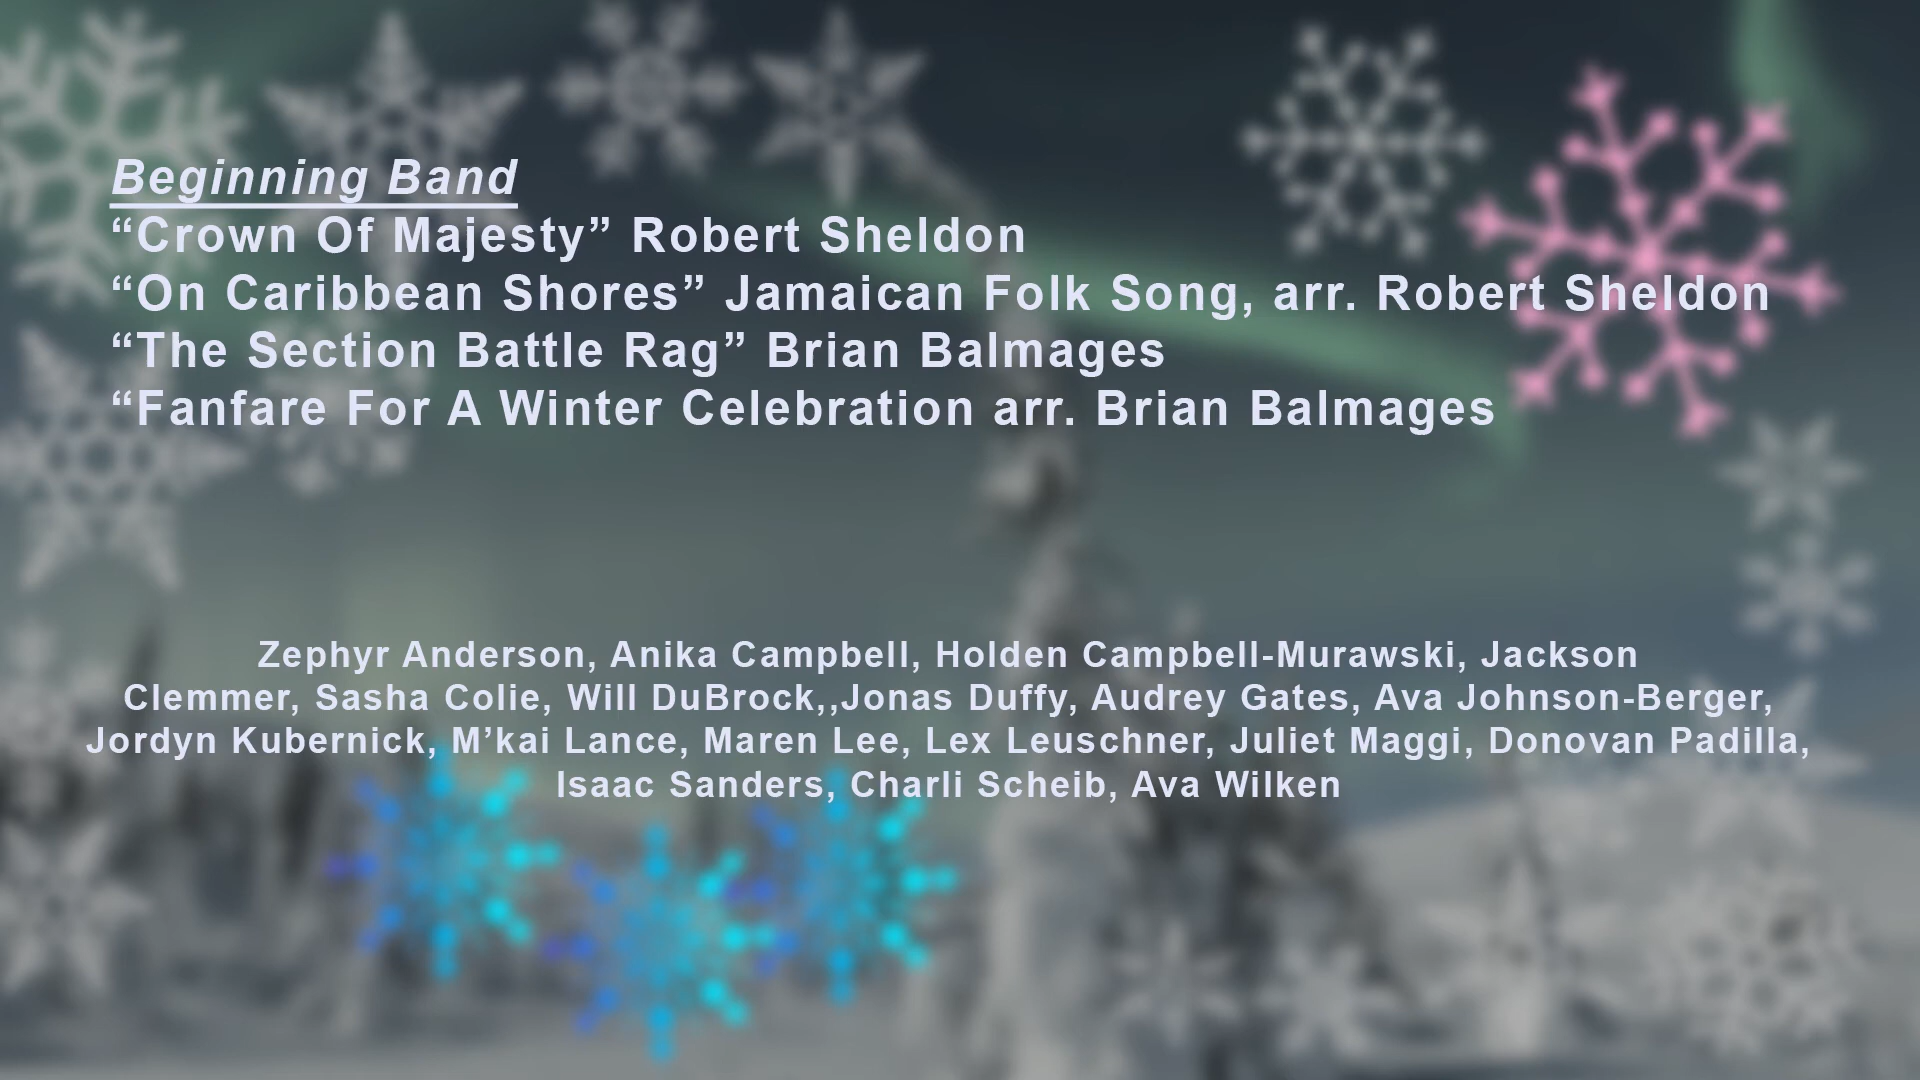 Beginning Band
“Crown Of Majesty” Robert Sheldon
“On Caribbean Shores” Jamaican Folk Song, arr. Robert Sheldon
“The Section Battle Rag” Brian Balmages
“Fanfare For A Winter Celebration arr. Brian Balmages
Zephyr Anderson, Anika Campbell, Holden Campbell-Murawski, Jackson
Clemmer, Sasha Colie, Will DuBrock,,Jonas Duffy, Audrey Gates, Ava Johnson-Berger,
Jordyn Kubernick, M’kai Lance, Maren Lee, Lex Leuschner, Juliet Maggi, Donovan Padilla,
Isaac Sanders, Charli Scheib, Ava Wilken